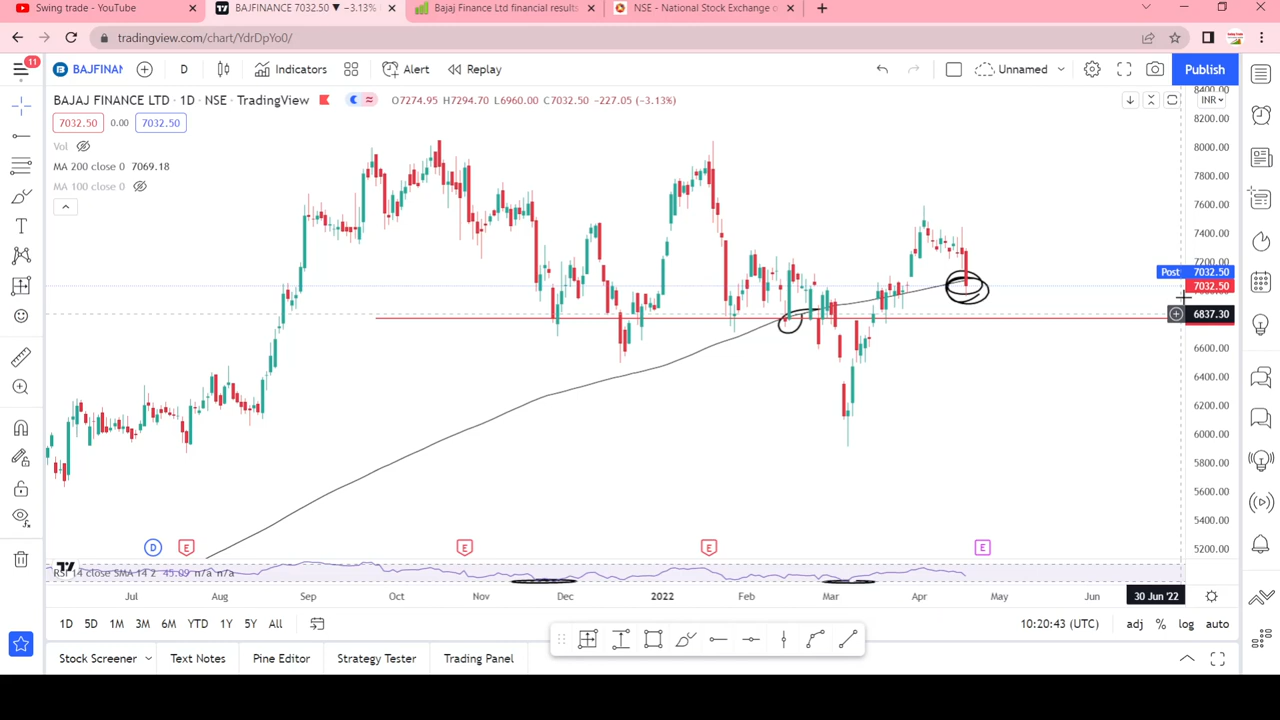 Swing trade - YouTube
BAJFINANCE 7032.50 ▼ −3.13%
Bajaj Finance Ltd financial results
NSE - National Stock Exchange o
tradingview.com/chart/YdrDpYo0/
11
BAJFINAN
D
Indicators
Alert
Replay
Unnamed
Publish
BAJAJ FINANCE LTD · 1D · NSE · TradingView
O7274.95 H7294.70 L6960.00 C7032.50 −227.05 (−3.13%)
INR
7032.50
0.00
7032.50
Vol
MA 200 close 0 7069.18
MA 100 close 0
8400.00
8200.00
8000.00
7800.00
7600.00
7400.00
7200.00
Post 7032.50
7032.50
6837.30
6600.00
6400.00
6200.00
6000.00
5800.00
5600.00
5400.00
5200.00
D
E
E
E
E
RSI 14 close SMA 14 2 45.09 n/a n/a
Jul
Aug
Sep
Oct
Nov
Dec
2022
Feb
Mar
Apr
May
Jun
30 Jun '22
1D
5D
1M
3M
6M
YTD
1Y
5Y
All
10:20:43 (UTC)
adj
%
log
auto
Stock Screener
Text Notes
Pine Editor
Strategy Tester
Trading Panel